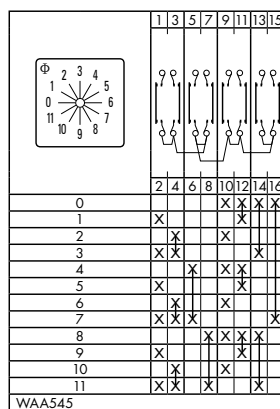 1 3 5 7 9 11 13 15
Φ
2 3 4
1 5
0 6
11 7
10 9 8
2 4 6 8 10 12 14 16
0 X X X X
1 X X
2 X X
3 X X X
4 X X X
5 X X
6 X X
7 X X X X
8 X X X X X
9 X X
10 X X
11 X X X X
WAA545